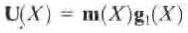 U(X) = m(X)g₁(X)